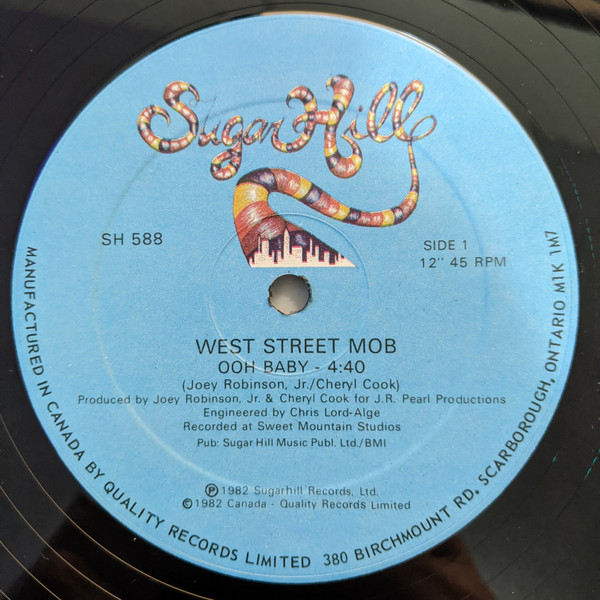 Sugar Hill
SH 588
SIDE 1
12" 45 RPM
WEST STREET MOB
OOH BABY - 4:40
(Joey Robinson, Jr./Cheryl Cook)
Produced by Joey Robinson, Jr. & Cheryl Cook for J.R. Pearl Productions
Engineered by Chris Lord-Alge
Recorded at Sweet Mountain Studios
Pub: Sugar Hill Music Publ. Ltd./BMI
℗ 1982 Sugarhill Records, Ltd.
© 1982 Canada - Quality Records Limited
MANUFACTURED IN CANADA BY QUALITY RECORDS LIMITED 380 BIRCHMOUNT RD. SCARBOROUGH, ONTARIO M1K 1M7